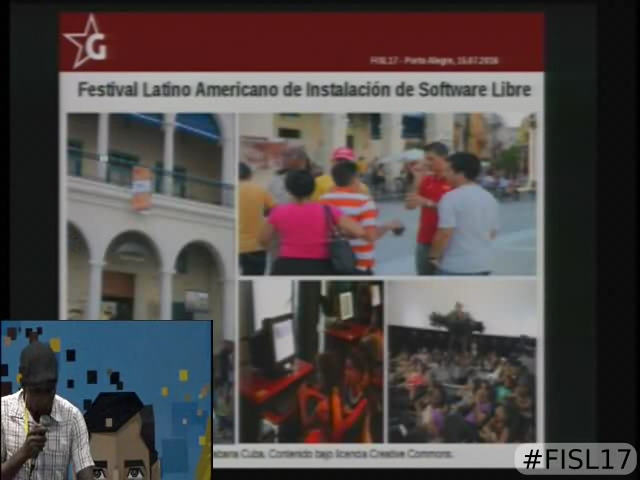 G
FISL17 - Porto Alegre, 15.07.2016
Festival Latino Americano de Instalación de Software Libre
abana Cuba. Contenido bajo licencia Creative Commons.
#FISL17